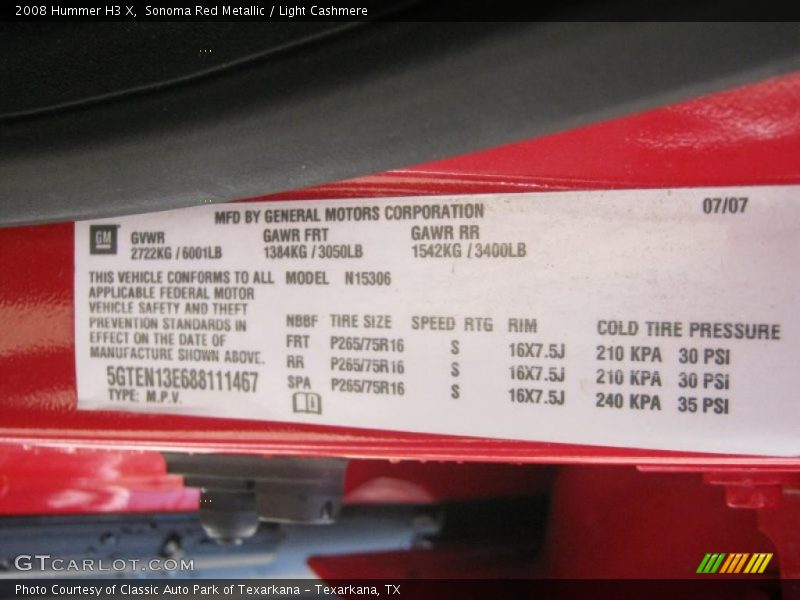 2008 Hummer H3 X, Sonoma Red Metallic / Light Cashmere
MFD BY GENERAL MOTORS CORPORATION 07/07
GM GVWR GAWR FRT GAWR RR
2722KG / 6001LB 1384KG / 3050LB 1542KG / 3400LB
THIS VEHICLE CONFORMS TO ALL MODEL N15306
APPLICABLE FEDERAL MOTOR
VEHICLE SAFETY AND THEFT
PREVENTION STANDARDS IN
EFFECT ON THE DATE OF
MANUFACTURE SHOWN ABOVE.
5GTEN13E688111467
TYPE: M.P.V.
NBBF TIRE SIZE SPEED RTG RIM COLD TIRE PRESSURE
FRT P265/75R16 S 16X7.5J 210 KPA 30 PSI
RR P265/75R16 S 16X7.5J 210 KPA 30 PSI
SPA P265/75R16 S 16X7.5J 240 KPA 35 PSI
GTCARLOT.COM
Photo Courtesy of Classic Auto Park of Texarkana - Texarkana, TX